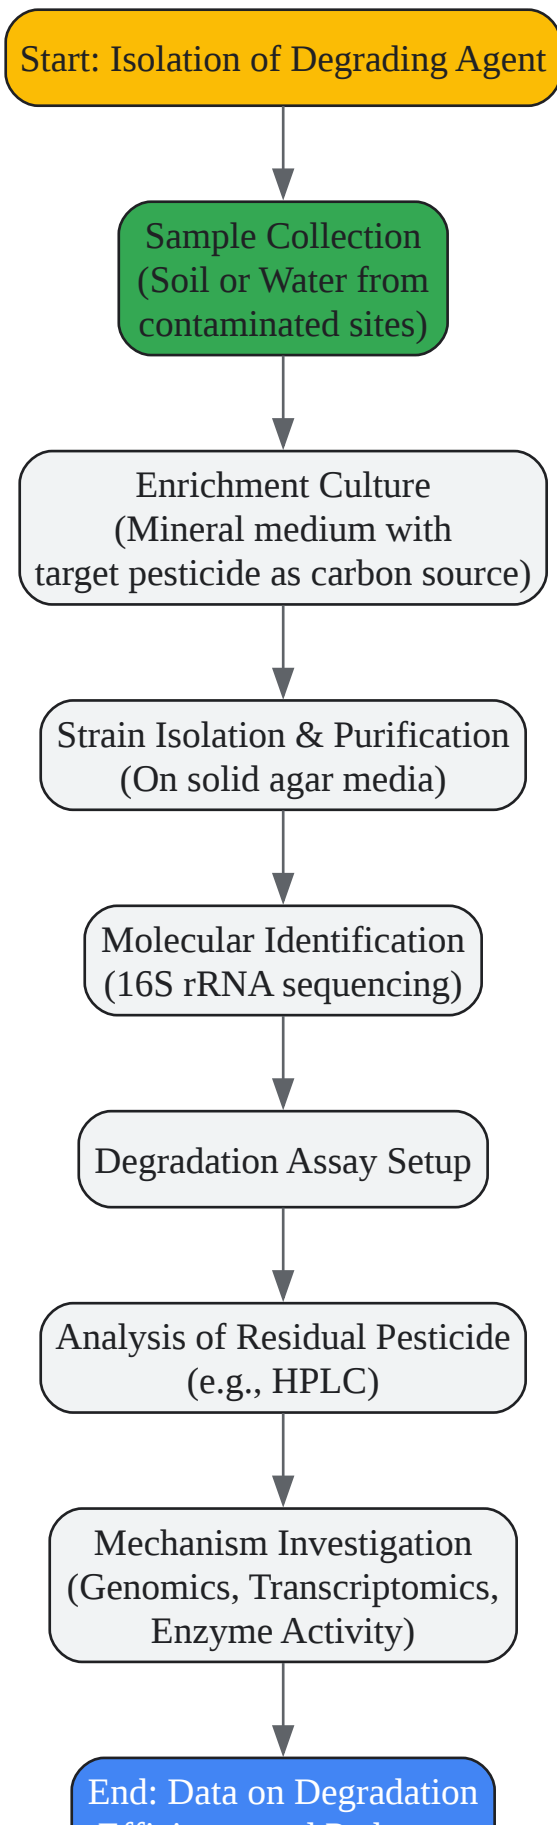 Start: Isolation of Degrading Agent
Sample Collection
(Soil or Water from
contaminated sites)
Enrichment Culture
(Mineral medium with
target pesticide as carbon source)
Strain Isolation & Purification
(On solid agar media)
Molecular Identification
(16S rRNA sequencing)
Degradation Assay Setup
Analysis of Residual Pesticide
(e.g., HPLC)
Mechanism Investigation
(Genomics, Transcriptomics,
Enzyme Activity)
End: Data on Degradation